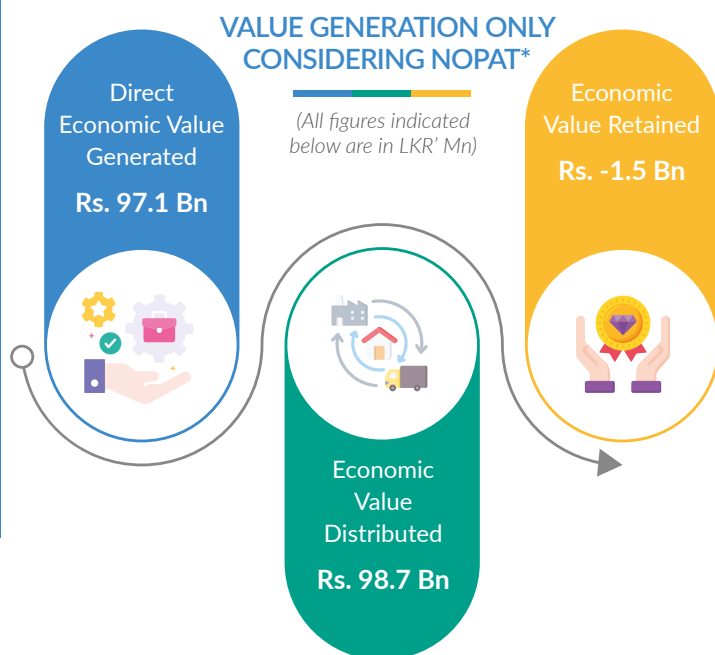 VALUE GENERATION ONLY
CONSIDERING NOPAT*
(All figures indicated
below are in LKR' Mn)
Direct
Economic Value
Generated
Rs. 97.1 Bn
Economic
Value
Distributed
Rs. 98.7 Bn
Economic
Value Retained
Rs. -1.5 Bn